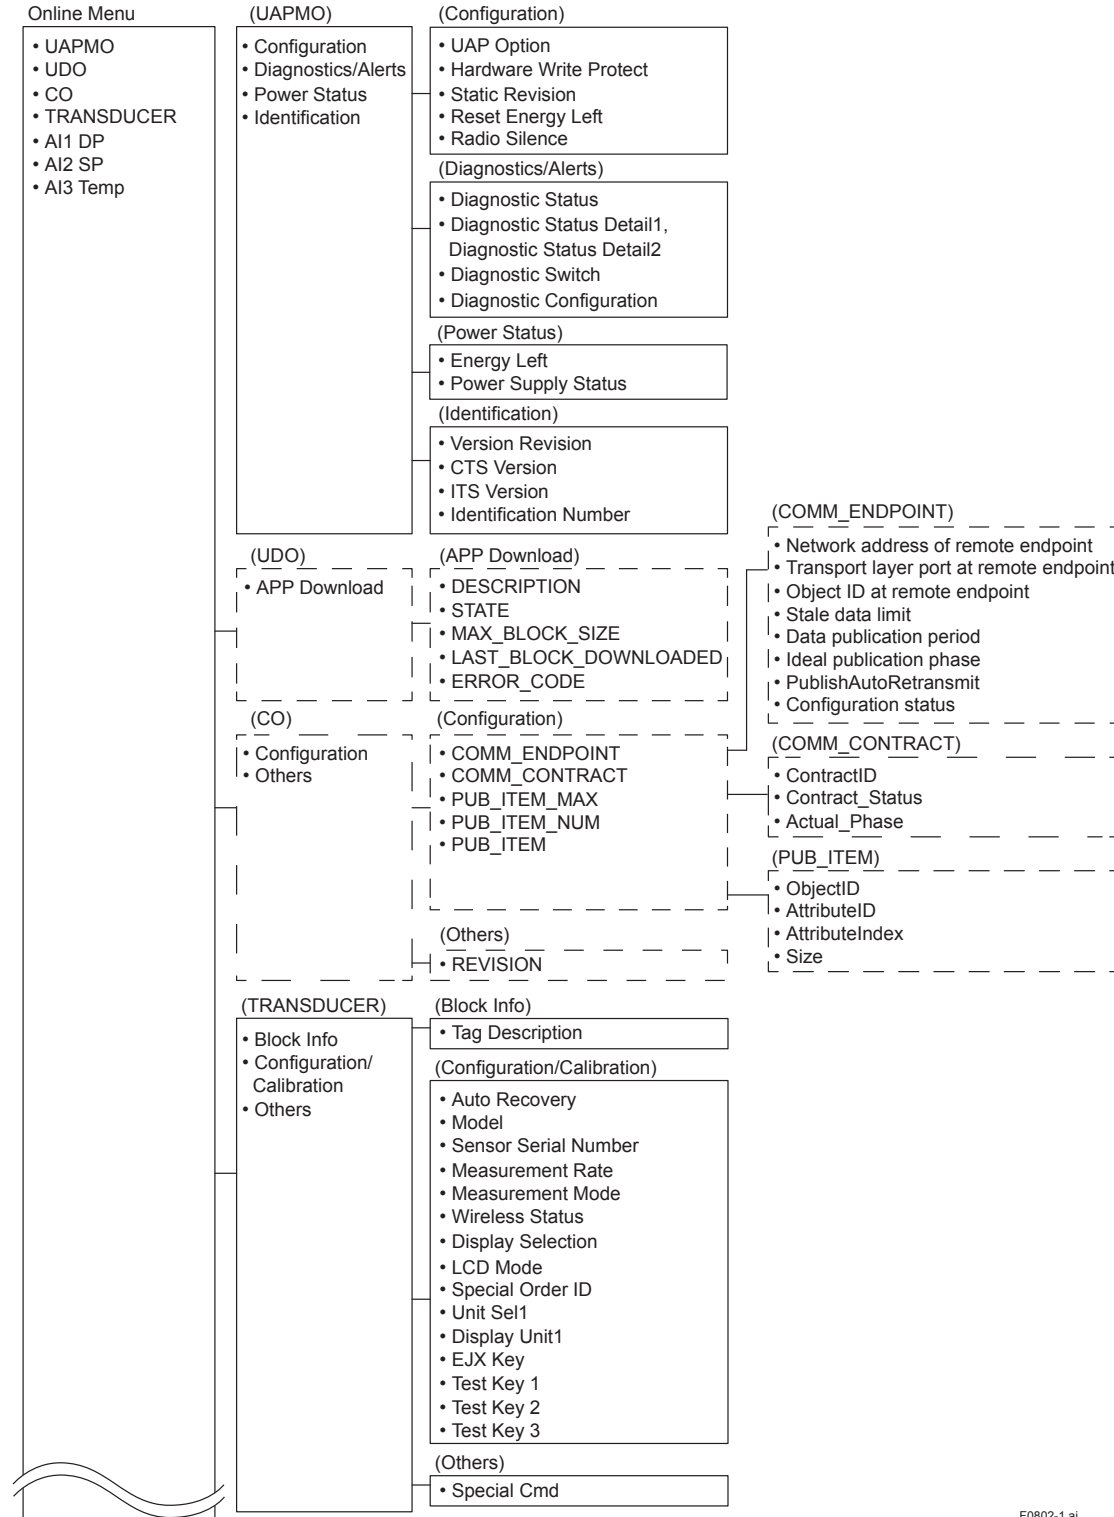 Online Menu
• UAPMO
• UDO
• CO
• TRANSDUCER
• AI1 DP
• AI2 SP
• AI3 Temp
(UAPMO)
• Configuration
• Diagnostics/Alerts
• Power Status
• Identification
(Configuration)
• UAP Option
• Hardware Write Protect
• Static Revision
• Reset Energy Left
• Radio Silence
(Diagnostics/Alerts)
• Diagnostic Status
• Diagnostic Status Detail1,
Diagnostic Status Detail2
• Diagnostic Switch
• Diagnostic Configuration
(Power Status)
• Energy Left
• Power Supply Status
(Identification)
• Version Revision
• CTS Version
• ITS Version
• Identification Number
(UDO)
• APP Download
(APP Download)
• DESCRIPTION
• STATE
• MAX_BLOCK_SIZE
• LAST_BLOCK_DOWNLOADED
• ERROR_CODE
(CO)
• Configuration
• Others
(Configuration)
• COMM_ENDPOINT
• COMM_CONTRACT
• PUB_ITEM_MAX
• PUB_ITEM_NUM
• PUB_ITEM
(COMM_ENDPOINT)
• Network address of remote endpoint
• Transport layer port at remote endpoint
• Object ID at remote endpoint
• Stale data limit
• Data publication period
• Ideal publication phase
• PublishAutoRetransmit
• Configuration status
(COMM_CONTRACT)
• ContractID
• Contract_Status
• Actual_Phase
(PUB_ITEM)
• ObjectID
• AttributeID
• AttributeIndex
• Size
(Others)
• REVISION
(TRANSDUCER)
• Block Info
• Configuration/
Calibration
• Others
(Block Info)
• Tag Description
(Configuration/Calibration)
• Auto Recovery
• Model
• Sensor Serial Number
• Measurement Rate
• Measurement Mode
• Wireless Status
• Display Selection
• LCD Mode
• Special Order ID
• Unit Sel1
• Display Unit1
• EJX Key
• Test Key 1
• Test Key 2
• Test Key 3
(Others)
• Special Cmd
F0802-1.ai